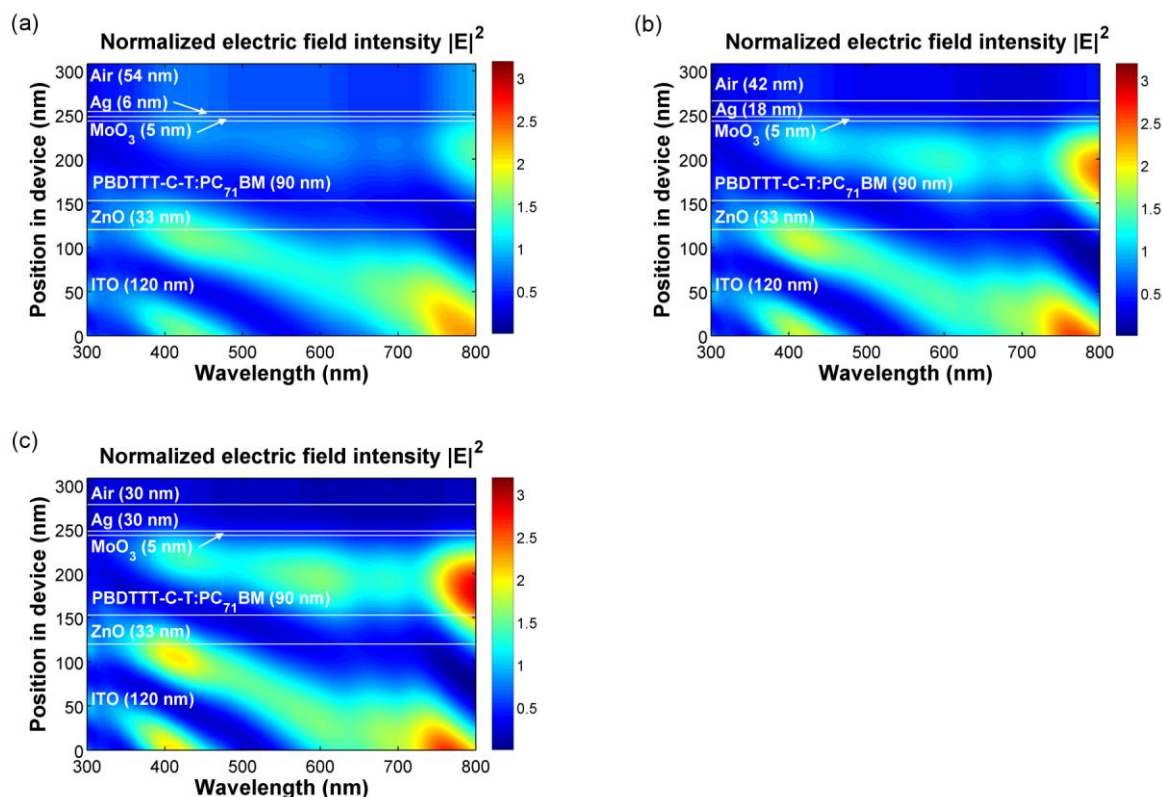 (a)
Normalized electric field intensity |E|²
Air (54 nm)
Ag (6 nm)
MoO₃ (5 nm)
PBDTTT-C-T:PC₇₁BM (90 nm)
ZnO (33 nm)
ITO (120 nm)
Position in device (nm)
300
250
200
150
100
50
0
300 400 500 600 700 800
Wavelength (nm)
3
2.5
2
1.5
1
0.5
(b)
Normalized electric field intensity |E|²
Air (42 nm)
Ag (18 nm)
MoO₃ (5 nm)
PBDTTT-C-T:PC₇₁BM (90 nm)
ZnO (33 nm)
ITO (120 nm)
Position in device (nm)
300
250
200
150
100
50
0
300 400 500 600 700 800
Wavelength (nm)
3
2.5
2
1.5
1
0.5
(c)
Normalized electric field intensity |E|²
Air (30 nm)
Ag (30 nm)
MoO₃ (5 nm)
PBDTTT-C-T:PC₇₁BM (90 nm)
ZnO (33 nm)
ITO (120 nm)
Position in device (nm)
300
250
200
150
100
50
0
300 400 500 600 700 800
Wavelength (nm)
3
2.5
2
1.5
1
0.5
0